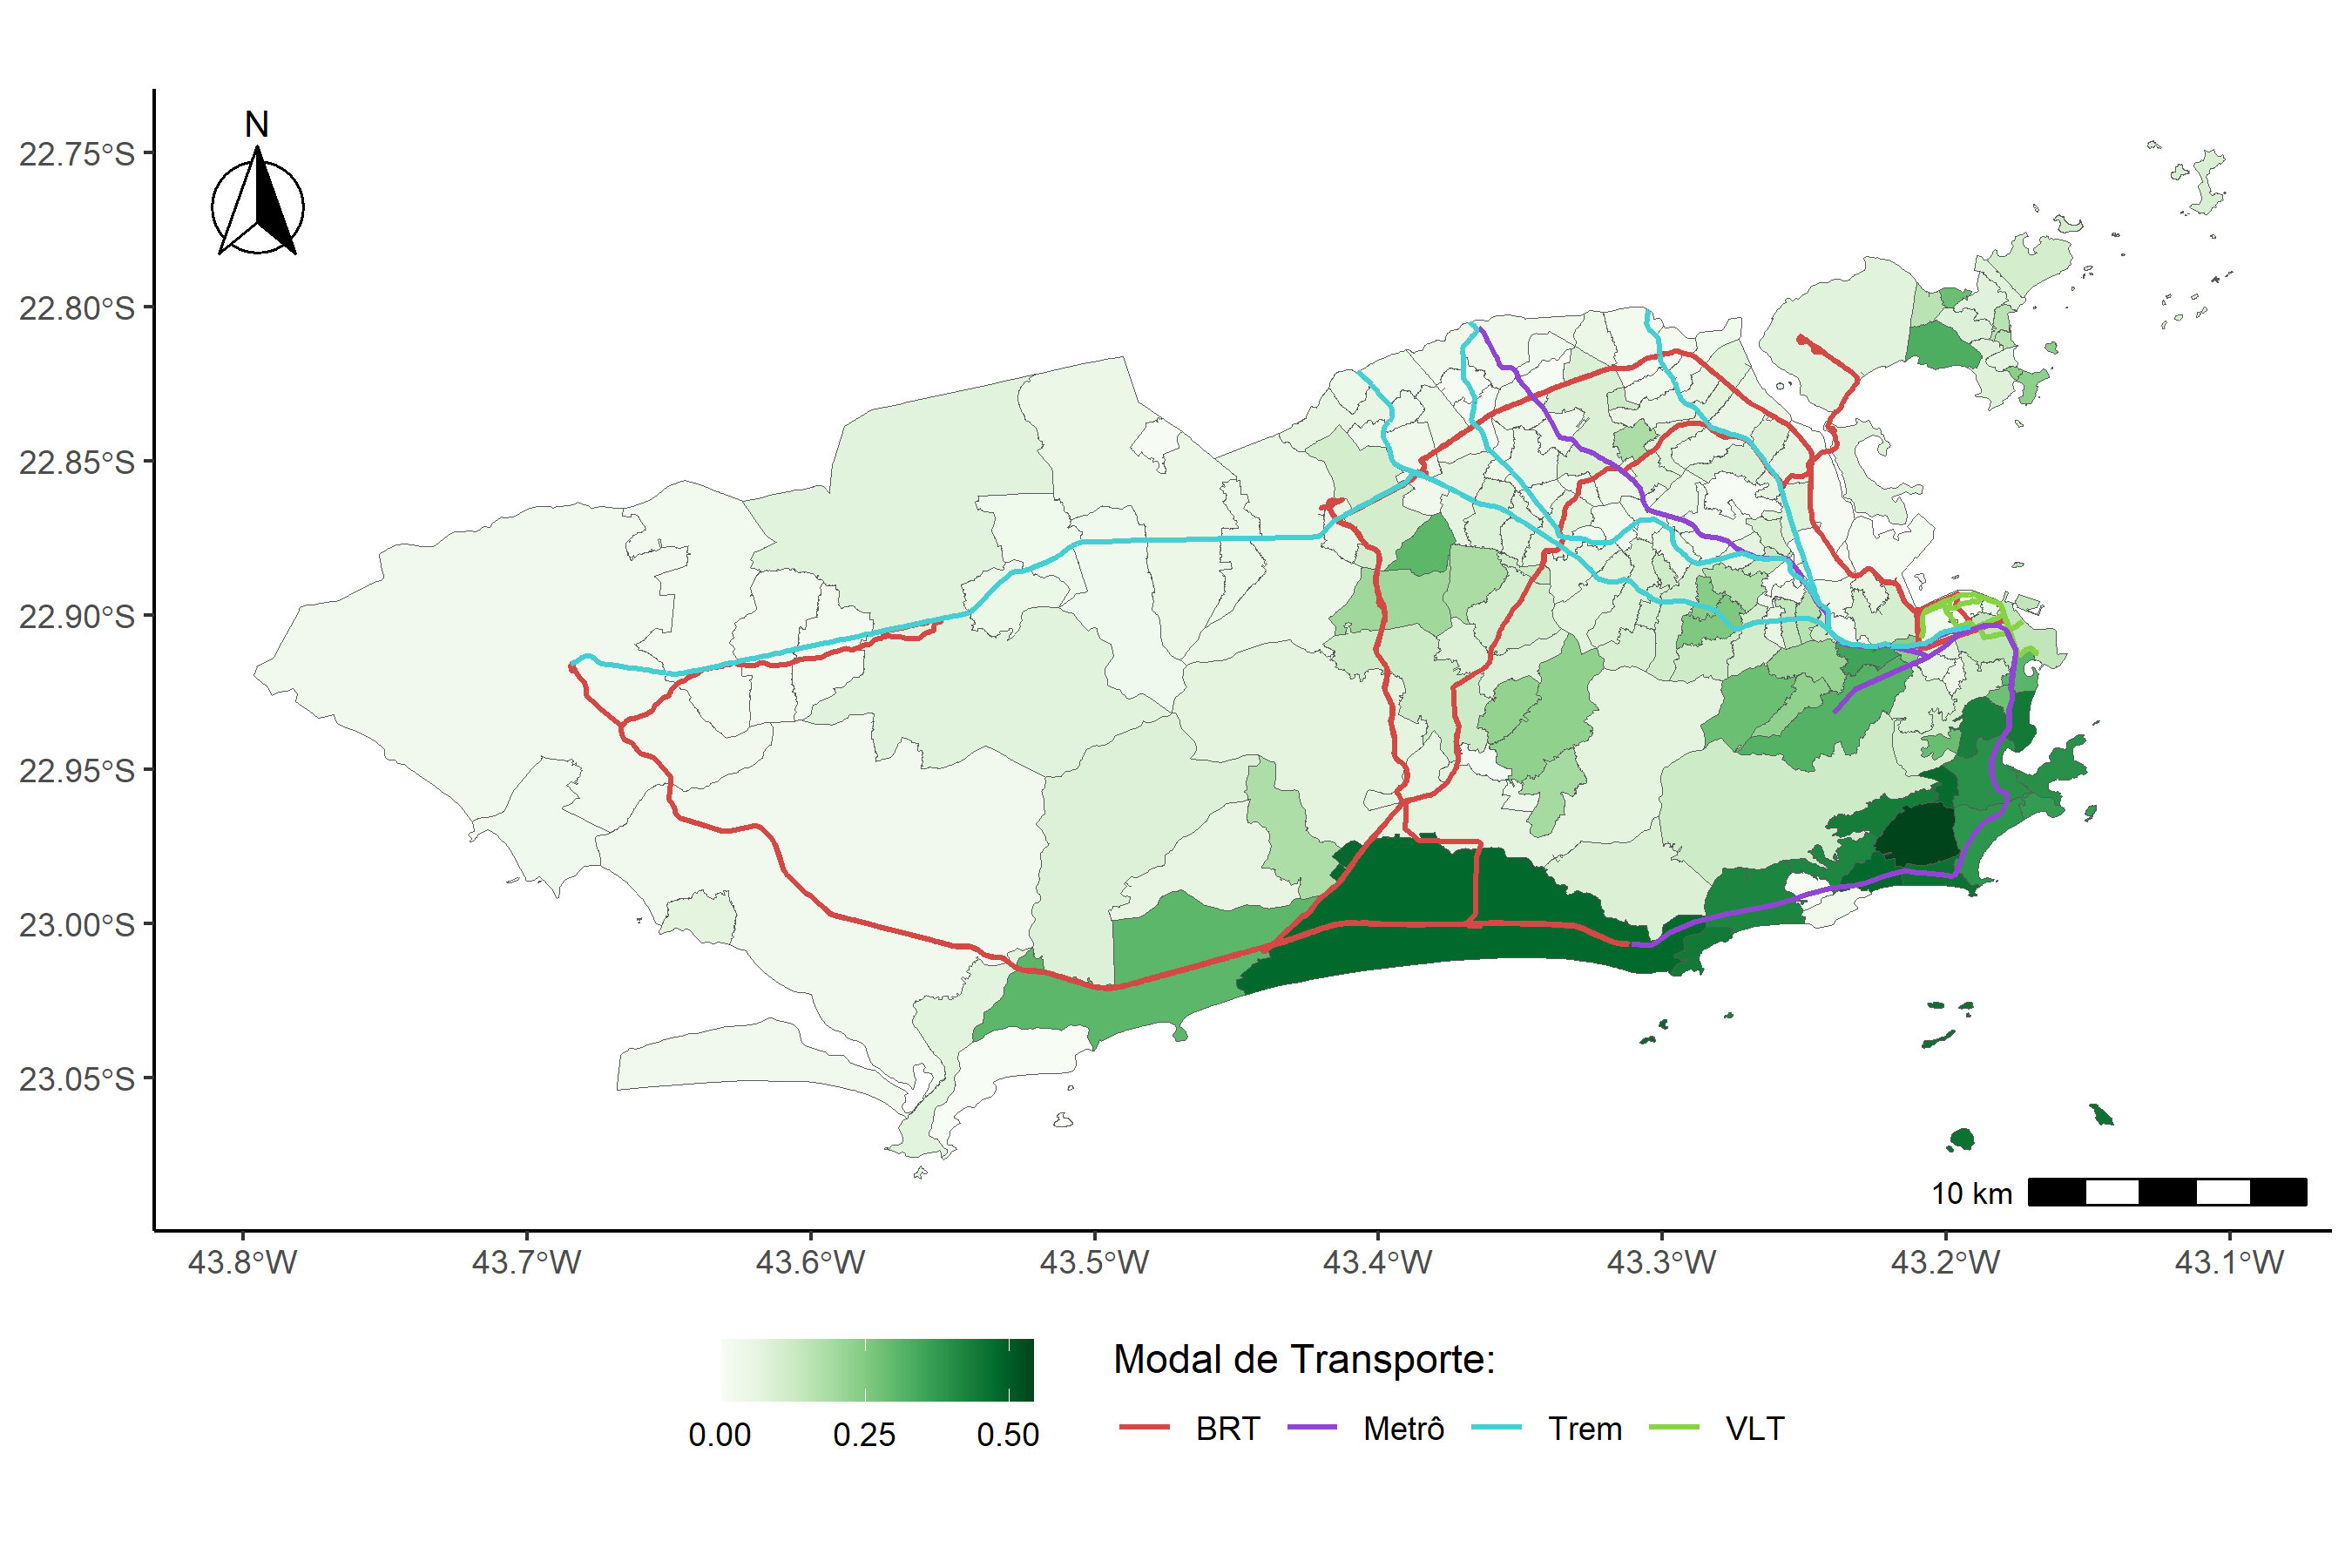 N
22.75°S
22.80°S
22.85°S
22.90°S
22.95°S
23.00°S
23.05°S
10 km
43.8°W 43.7°W 43.6°W 43.5°W 43.4°W 43.3°W 43.2°W 43.1°W
0.00 0.25 0.50
Modal de Transporte:
BRT Metrô Trem VLT